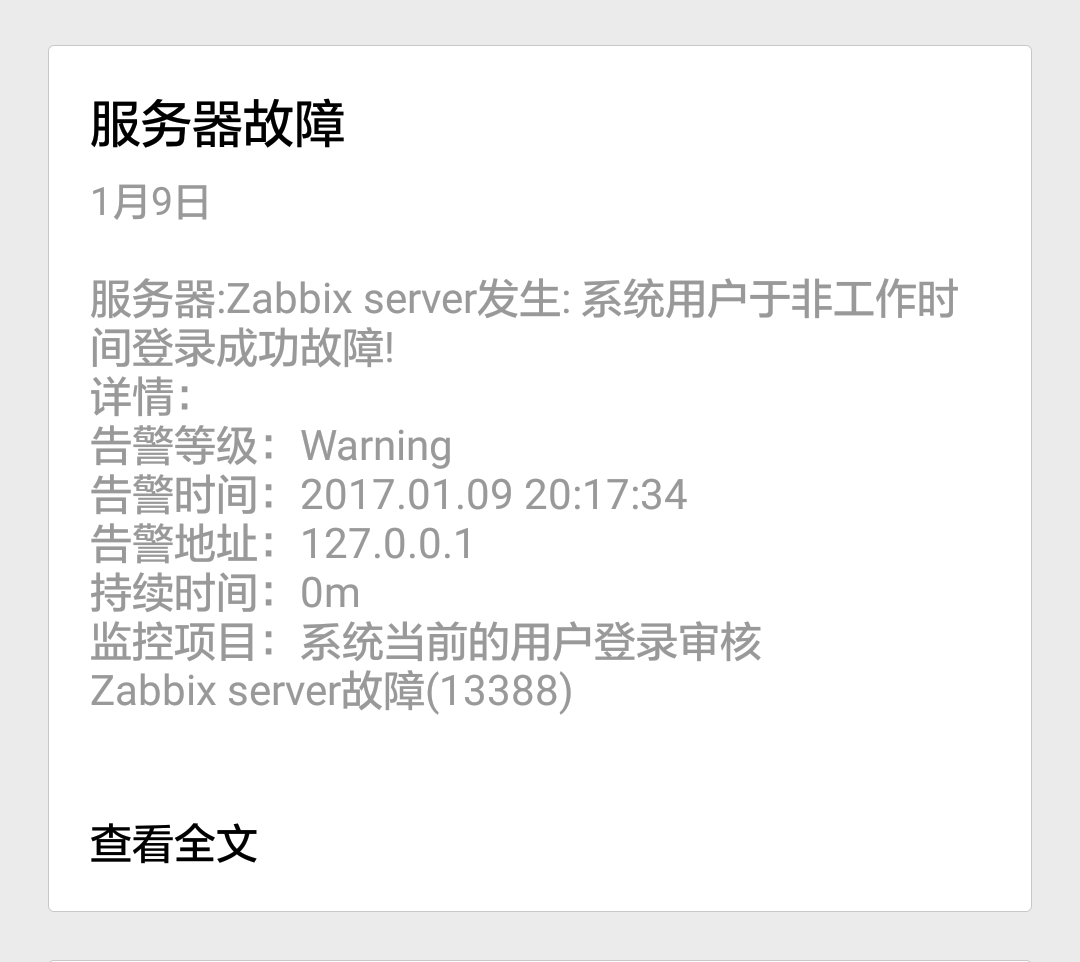 服务器故障
1月9日
服务器:Zabbix server发生: 系统用户于非工作时
间登录成功故障!
详情：
告警等级：Warning
告警时间：2017.01.09 20:17:34
告警地址：127.0.0.1
持续时间：0m
监控项目：系统当前的用户登录审核
Zabbix server故障(13388)
查看全文